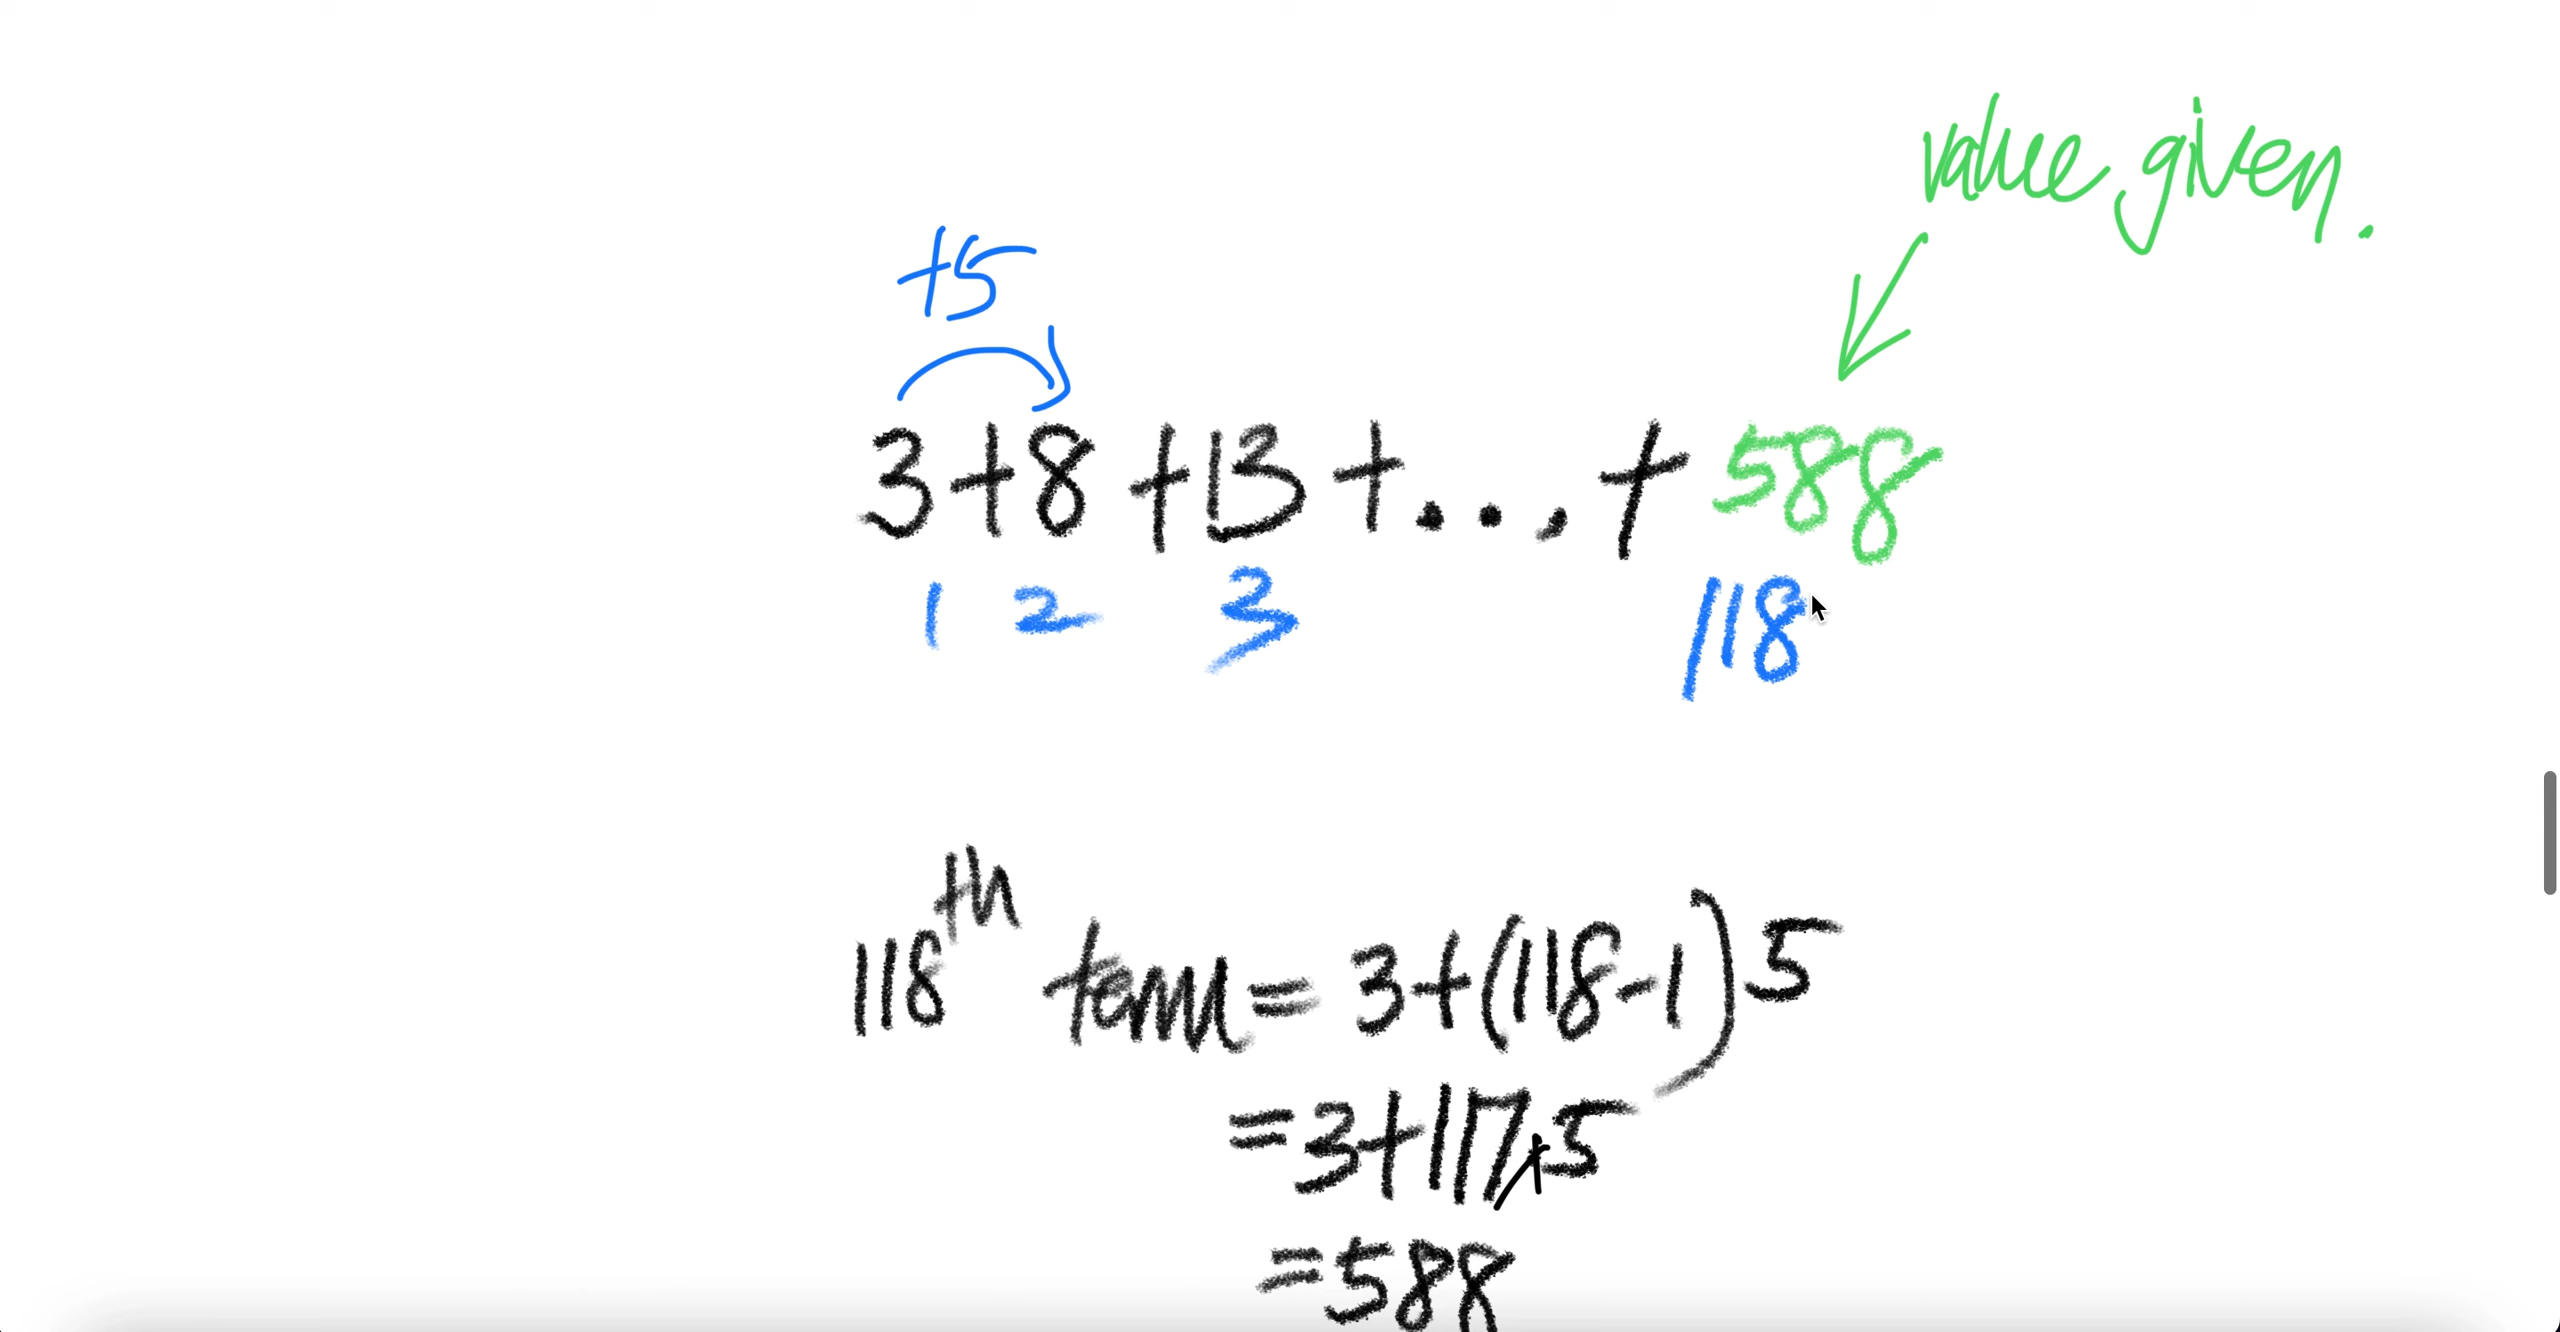 value given.
+5
3+8+13+...+588
1 2 3 118
118th term = 3+(118-1)5
=3+117×5
=588